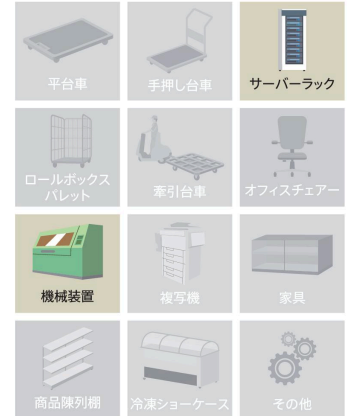 平台車
手押し台車
サーバーラック
ロールボックス
パレット
牽引台車
オフィスチェアー
機械装置
複写機
家具
商品陳列棚
冷凍ショーケース
その他